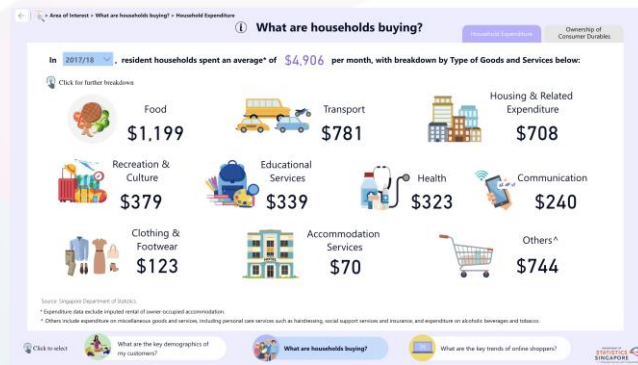 > Area of Interest > What are households buying? > Household Expenditure
i What are households buying?
Household Expenditure
Ownership of
Consumer Durables
In 2017/18, resident households spent an average* of $4,906 per month, with breakdown by Type of Goods and Services below:
Click for further breakdown
Food
$1,199
Transport
$781
Housing & Related
Expenditure
$708
Recreation &
Culture
$379
Educational
Services
$339
Health
$323
Communication
$240
Clothing &
Footwear
$123
Accommodation
Services
$70
Others^
$744
Source: Singapore Department of Statistics.
* Expenditure data exclude imputed rental of owner-occupied accommodation.
^ Others include expenditure on miscellaneous goods and services, including personal care services such as hairdressing, social support services and insurance, and expenditure on alcoholic beverages and tobacco.
Click to select
What are the key demographics of
my customers?
What are households buying?
What are the key trends of online shoppers?
DEPARTMENT OF
STATISTICS
SINGAPORE